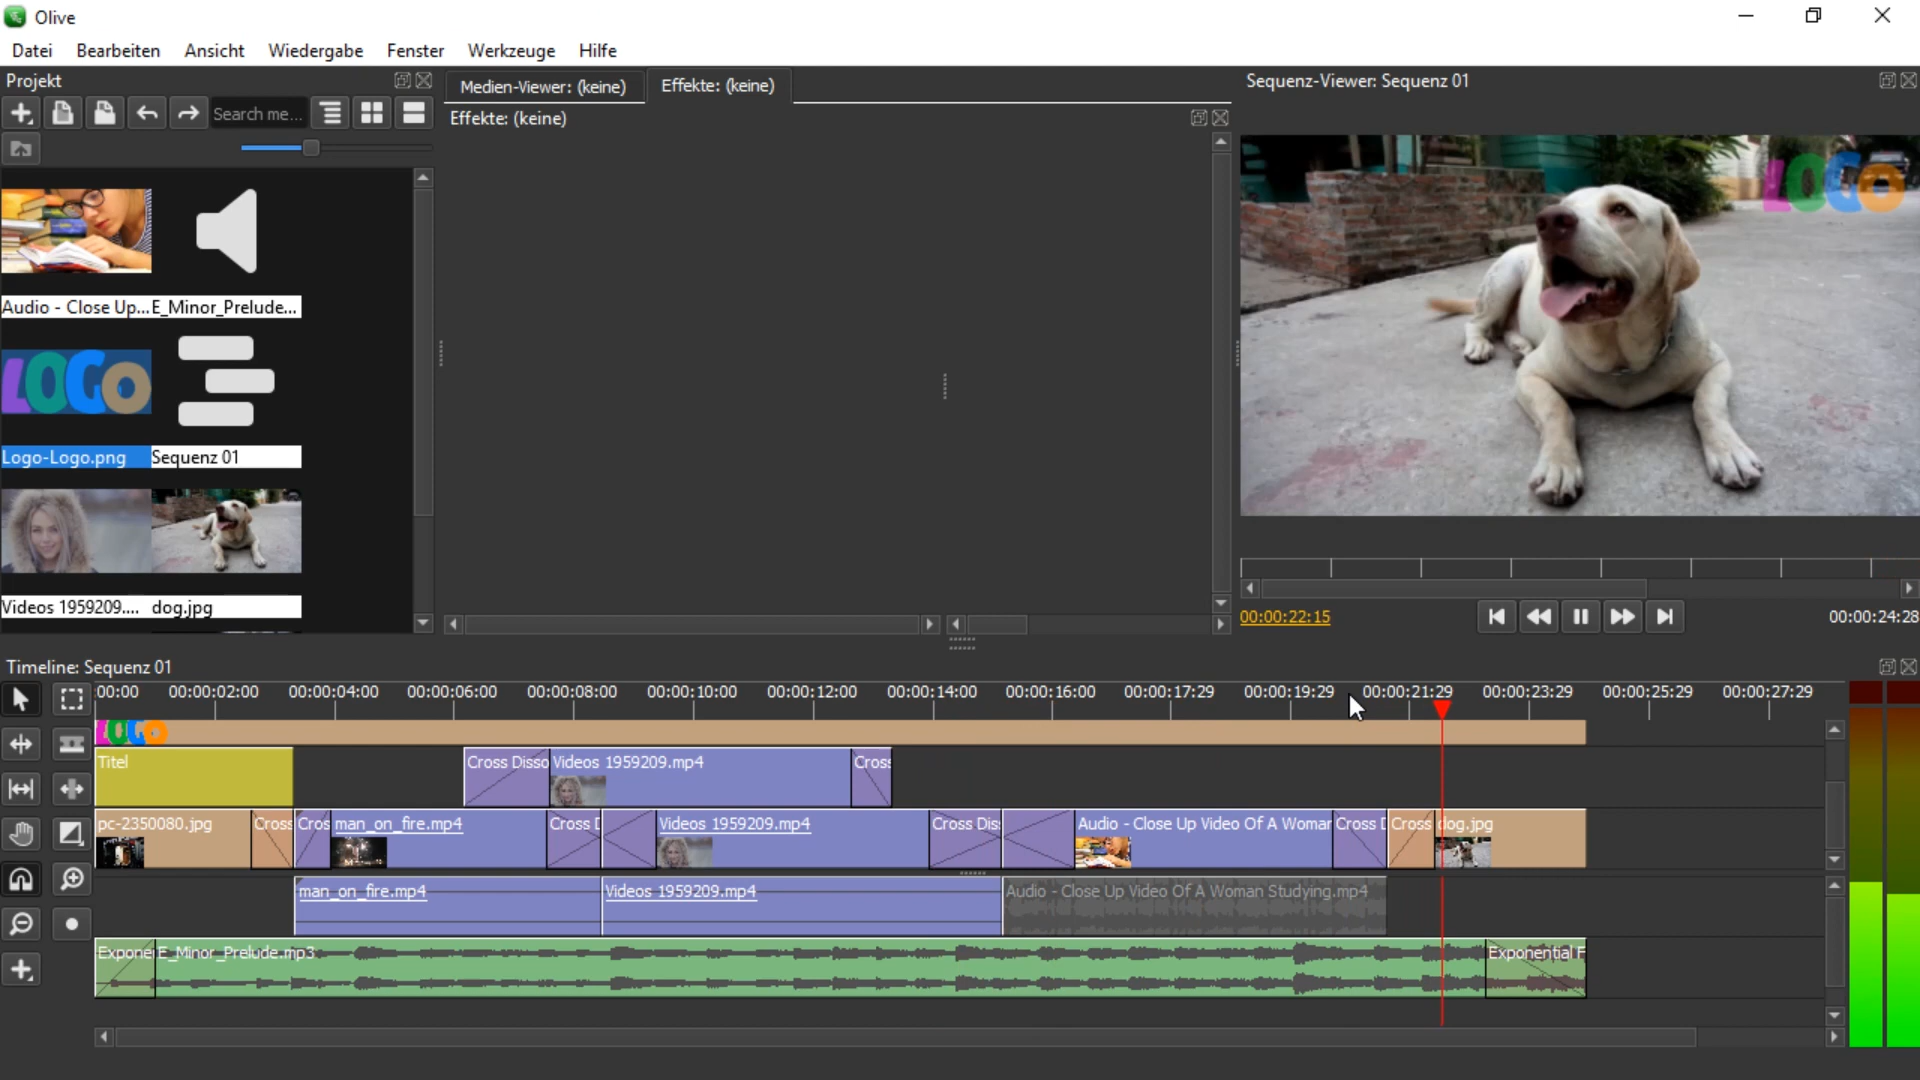 Olive
Datei Bearbeiten Ansicht Wiedergabe Fenster Werkzeuge Hilfe
Projekt
Search me...
Audio - Close Up... E_Minor_Prelude...
LOGO
Logo-Logo.png Sequenz 01
Videos 1959209.... dog.jpg
Medien-Viewer: (keine) Effekte: (keine)
Effekte: (keine)
Sequenz-Viewer: Sequenz 01
LOGO
00:00:22:15 00:00:24:28
Timeline: Sequenz 01
:00:00 00:00:02:00 00:00:04:00 00:00:06:00 00:00:08:00 00:00:10:00 00:00:12:00 00:00:14:00 00:00:16:00 00:00:17:29 00:00:19:29 00:00:21:29 00:00:23:29 00:00:25:29 00:00:27:29
LOGO
Titel Cross Disso Videos 1959209.mp4 Cross
pc-2350080.jpg Cross Cros man_on_fire.mp4 Cross D Videos 1959209.mp4 Cross Dis Audio - Close Up Video Of A Woman Cross D Cross dog.jpg
man_on_fire.mp4 Videos 1959209.mp4 Audio - Close Up Video Of A Woman Studying.mp4
Expone E_Minor_Prelude.mp3 Exponential F